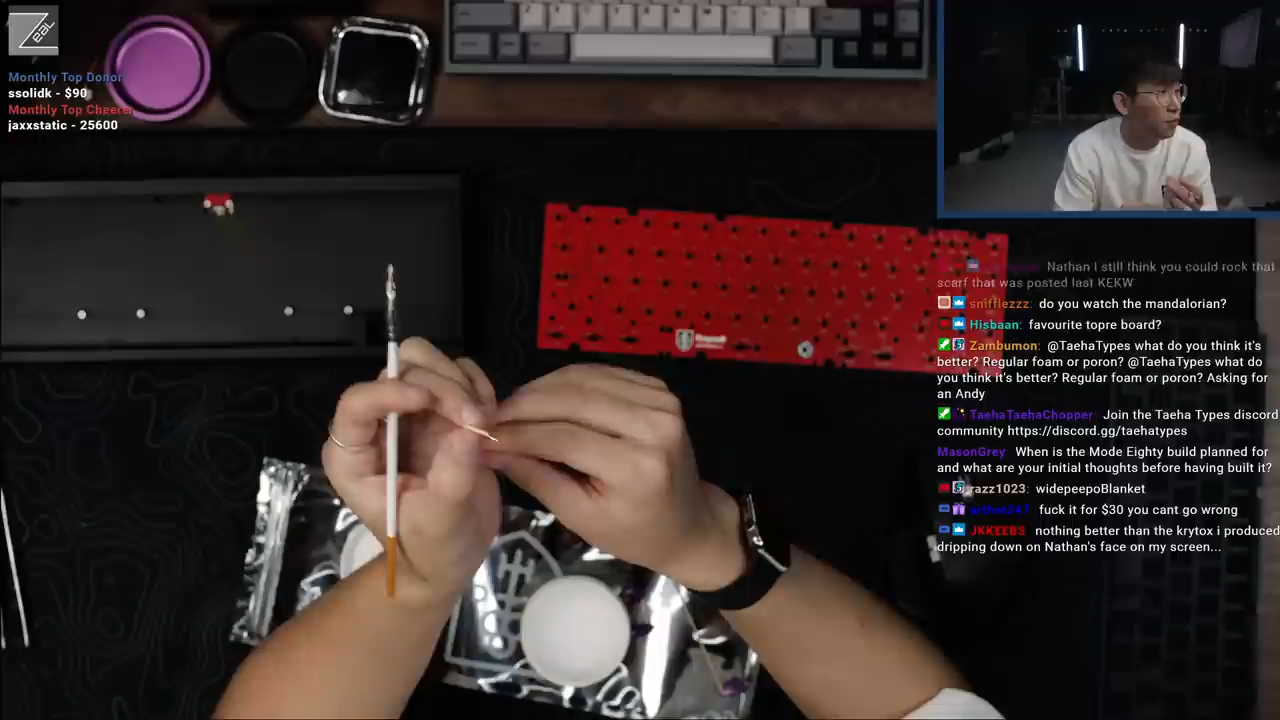 Zeal
Monthly Top Donor
ssolidk - $90
Monthly Top Cheerer
jaxxstatic - 25600
Nathan I still think you could rock that
scarf that was posted last KEKW
snifflezzz: do you watch the mandalorian?
Hisbaan: favourite topre board?
Zambumon: @TaehaTypes what do you think it's
better? Regular foam or poron? @TaehaTypes what do
you think it's better? Regular foam or poron? Asking for
an Andy
TaehaTaehaChopper: Join the Taeha Types discord
community https://discord.gg/taehatypes
MasonGrey: When is the Mode Eighty build planned for
and what are your initial thoughts before having built it?
razz1023: widepeepoBlanket
fuck it for $30 you cant go wrong
JKKEEBS: nothing better than the krytox i produced
dripping down on Nathan's face on my screen...